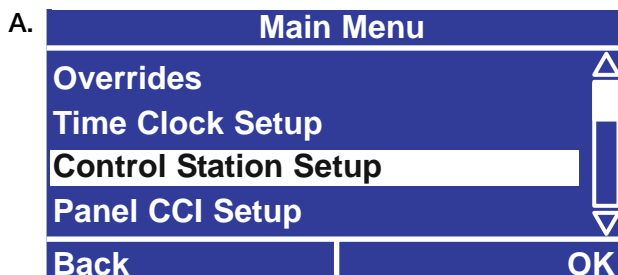 A.
Main Menu
Overrides
Time Clock Setup
Control Station Setup
Panel CCI Setup
Back OK